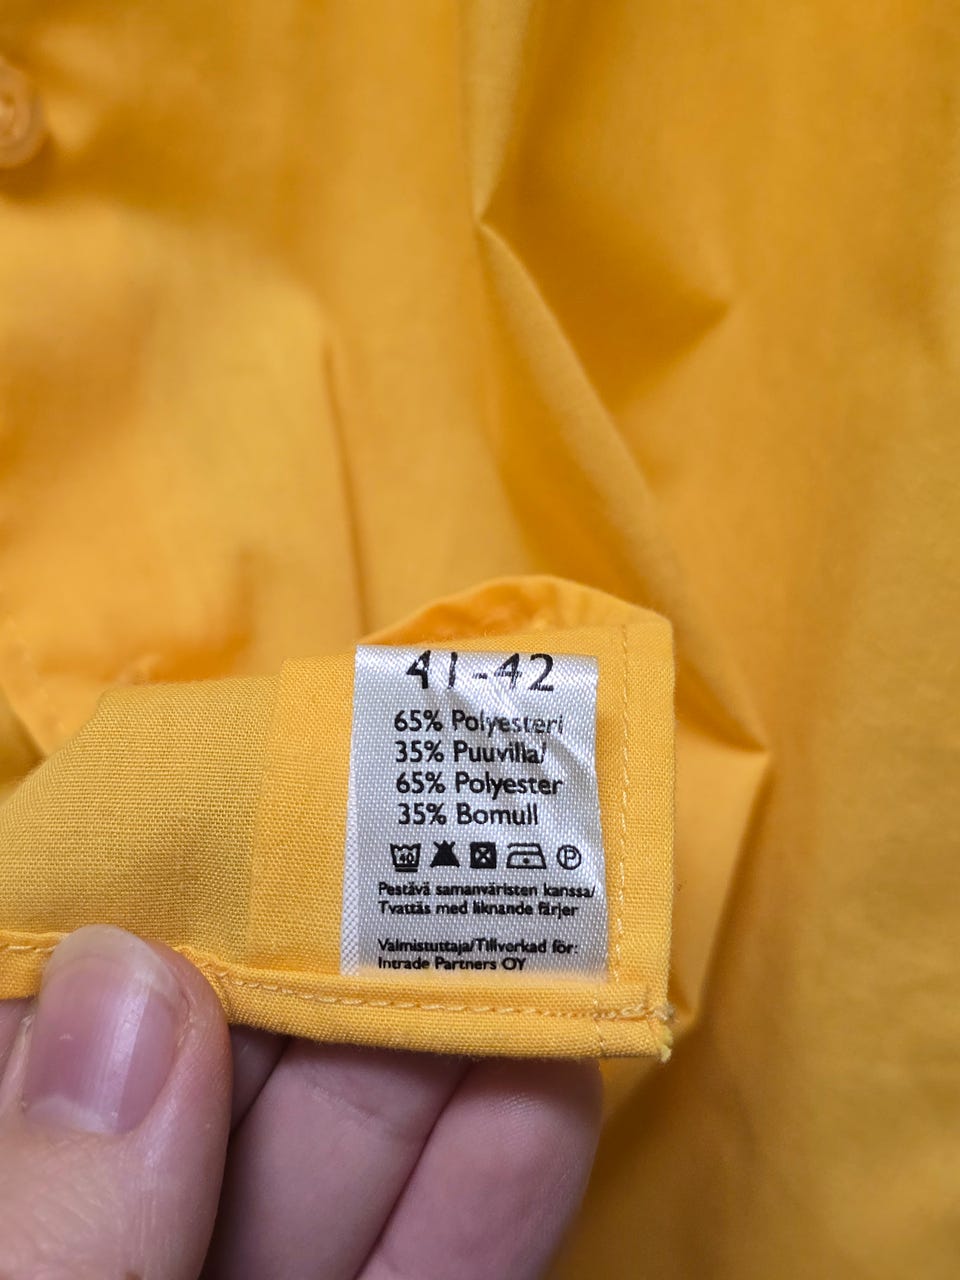 41-42
65% Polyesteri
35% Puuvilla/
65% Polyester
35% Bomull
40 P
Pestävä samanväristen kanssa/
Tvättäs med liknande färjer
Valmistuttaja/Tillverkad för:
Intrade Partners OY